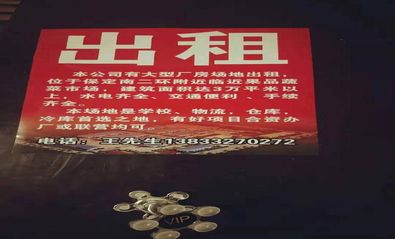 出租
本公司有大型厂房场地出租，
位于保定南二环附近临近果品蔬
菜市场，建筑面积达3万平米以
上，水电齐全、交通便利、手续
齐全。
本场地是学校、物流，仓库，
冷库首选之地，有好项目合资办
厂或联营均可。
电话：王先生13833270272
VIP